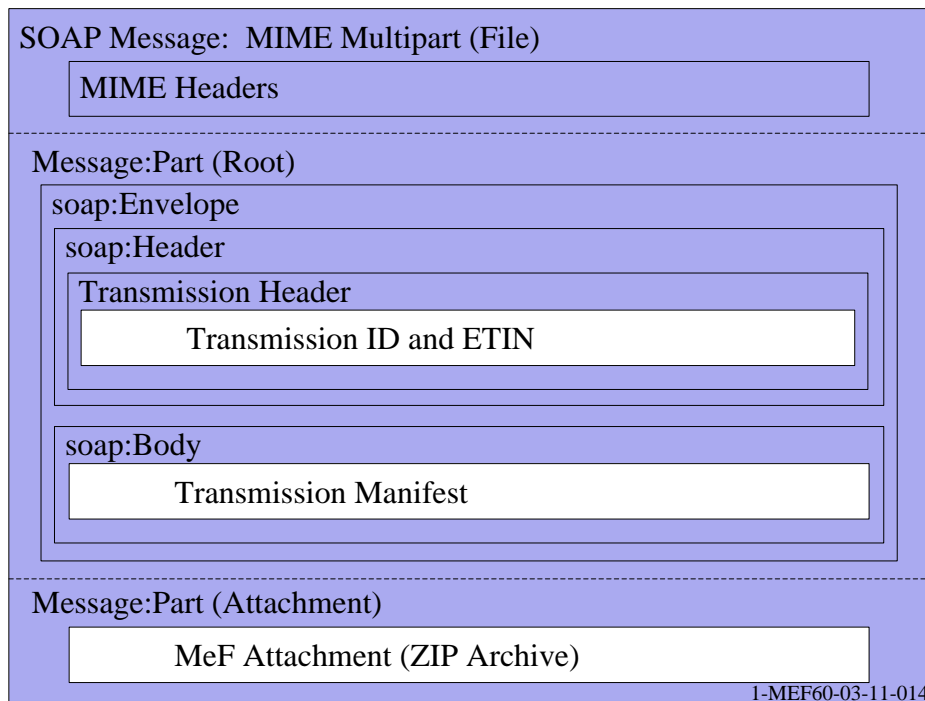 SOAP Message:  MIME Multipart (File)
MIME Headers
Message:Part (Root)
soap:Envelope
soap:Header
Transmission Header
Transmission ID and ETIN
soap:Body
Transmission Manifest
Message:Part (Attachment)
MeF Attachment (ZIP Archive)
1-MEF60-03-11-014